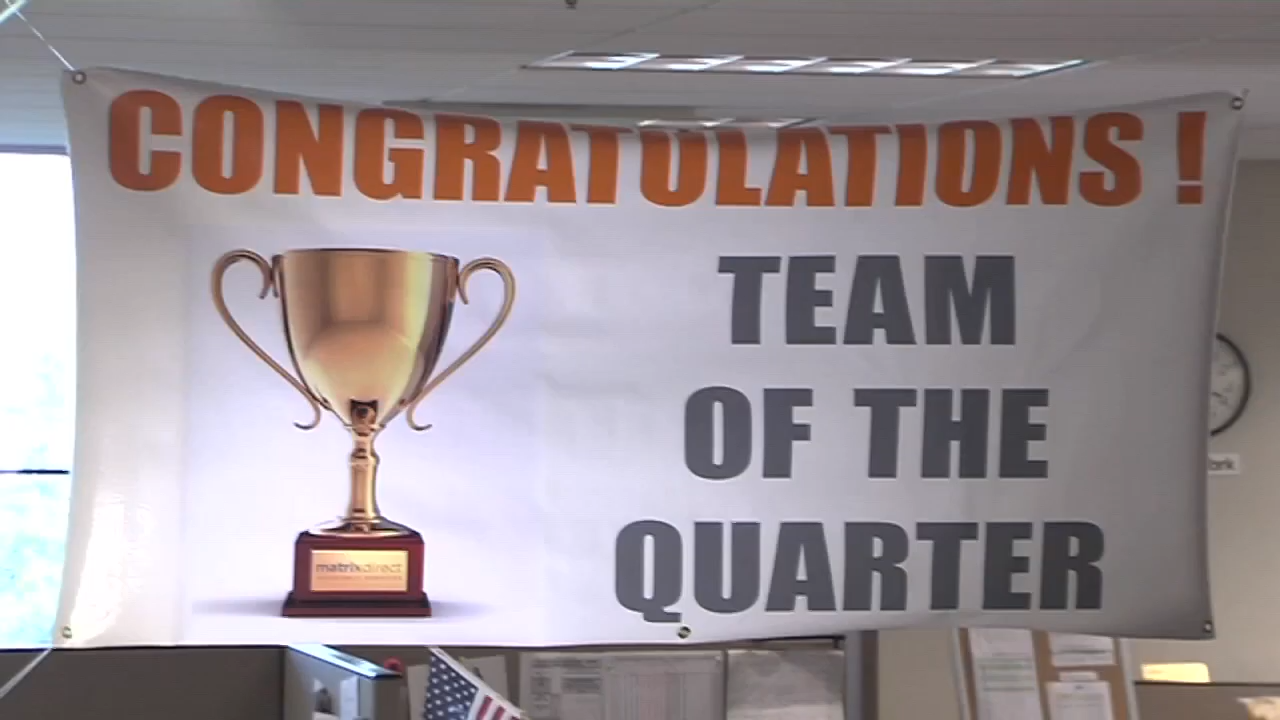 CONGRATULATIONS !
TEAM
OF THE
QUARTER
matrixdirect